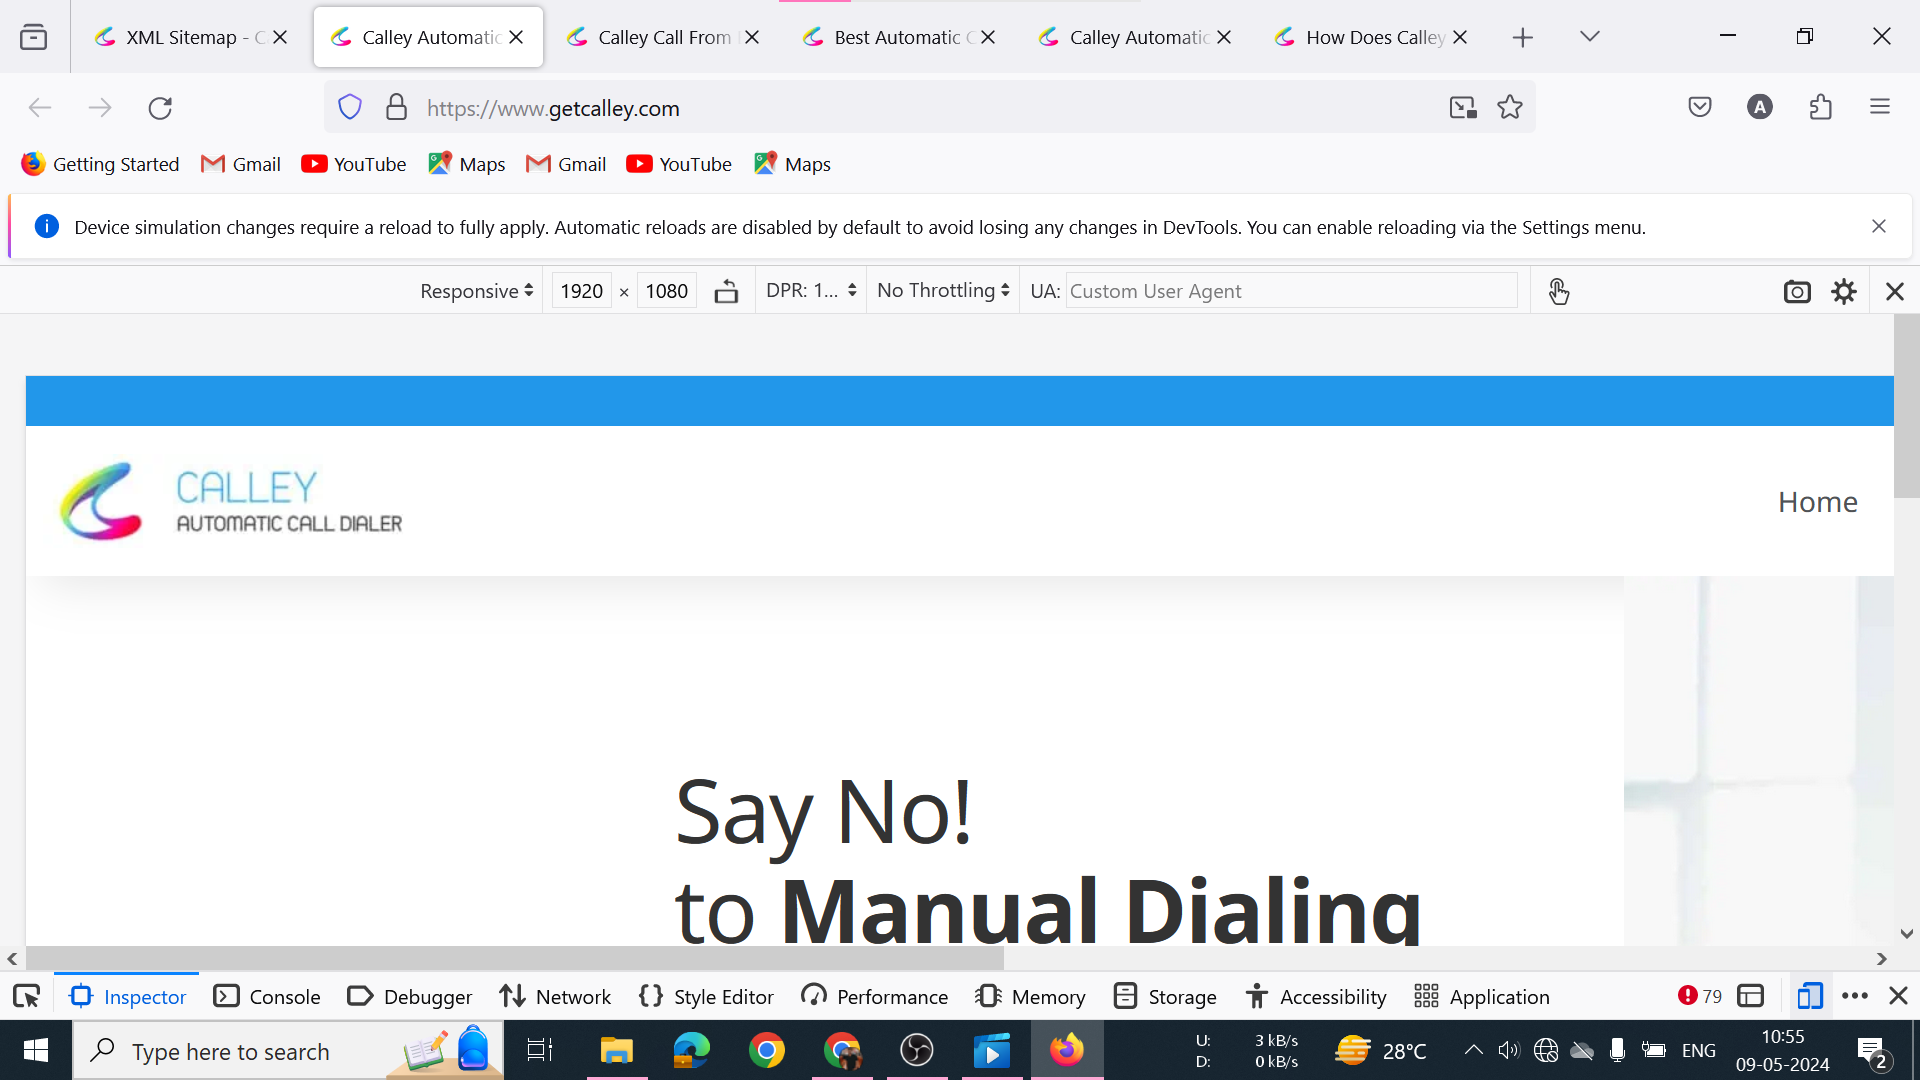 XML Sitemap - C
Calley Automatic
Calley Call From
Best Automatic C
Calley Automatic
How Does Calley
https://www.getcalley.com
A
Getting Started
Gmail
YouTube
Maps
Gmail
YouTube
Maps
Device simulation changes require a reload to fully apply. Automatic reloads are disabled by default to avoid losing any changes in DevTools. You can enable reloading via the Settings menu.
Responsive
1920 × 1080
DPR: 1...
No Throttling
UA: Custom User Agent
CALLEY
AUTOMATIC CALL DIALER
Home
Say No!
to Manual Dialing
Inspector
Console
Debugger
Network
Style Editor
Performance
Memory
Storage
Accessibility
Application
79
Type here to search
U: 3 kB/s
D: 0 kB/s
28°C
ENG
10:55
09-05-2024
2